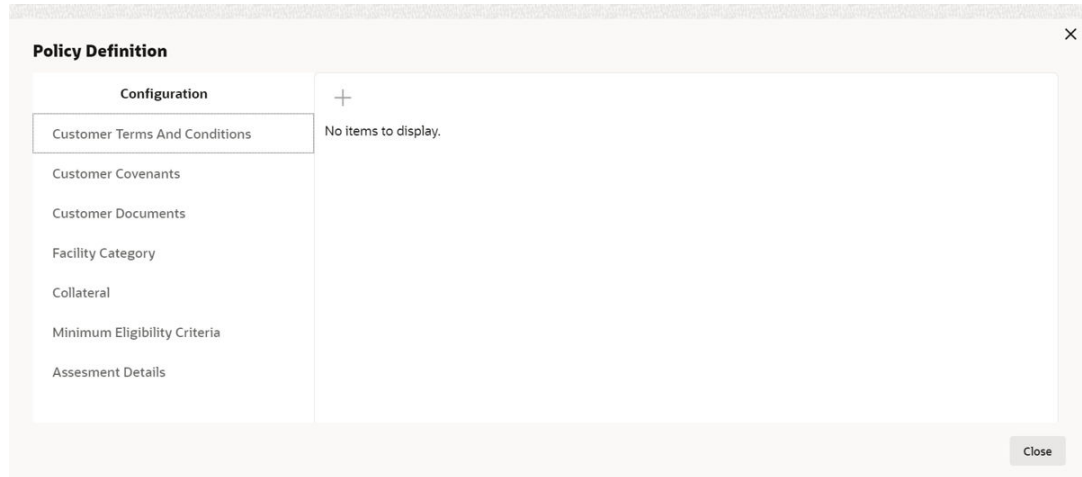 Policy Definition
Configuration
Customer Terms And Conditions
No items to display.
Customer Covenants
Customer Documents
Facility Category
Collateral
Minimum Eligibility Criteria
Assesment Details
Close